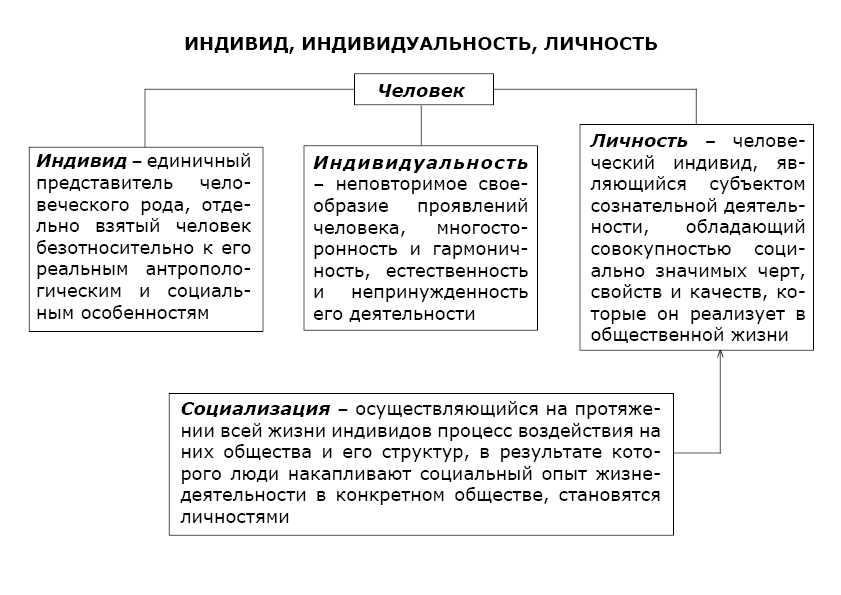 ИНДИВИД, ИНДИВИДУАЛЬНОСТЬ, ЛИЧНОСТЬ
Человек
Индивид – единичный
представитель чело-
веческого рода, отде-
льно взятый человек
безотносительно к его
реальным антрополо-
гическим и социаль-
ным особенностям
Индивидуальность
– неповторимое свое-
образие проявлений
человека, многосто-
ронность и гармонич-
ность, естественность
и непринужденность
его деятельности
Личность – челове-
ческий индивид, яв-
ляющийся субъектом
сознательной деятель-
ности, обладающий
совокупностью соци-
ально значимых черт,
свойств и качеств, ко-
торые он реализует в
общественной жизни
Социализация – осуществляющийся на протяже-
нии всей жизни индивидов процесс воздействия на
них общества и его структур, в результате кото-
рого люди накапливают социальный опыт жизне-
деятельности в конкретном обществе, становятся
личностями